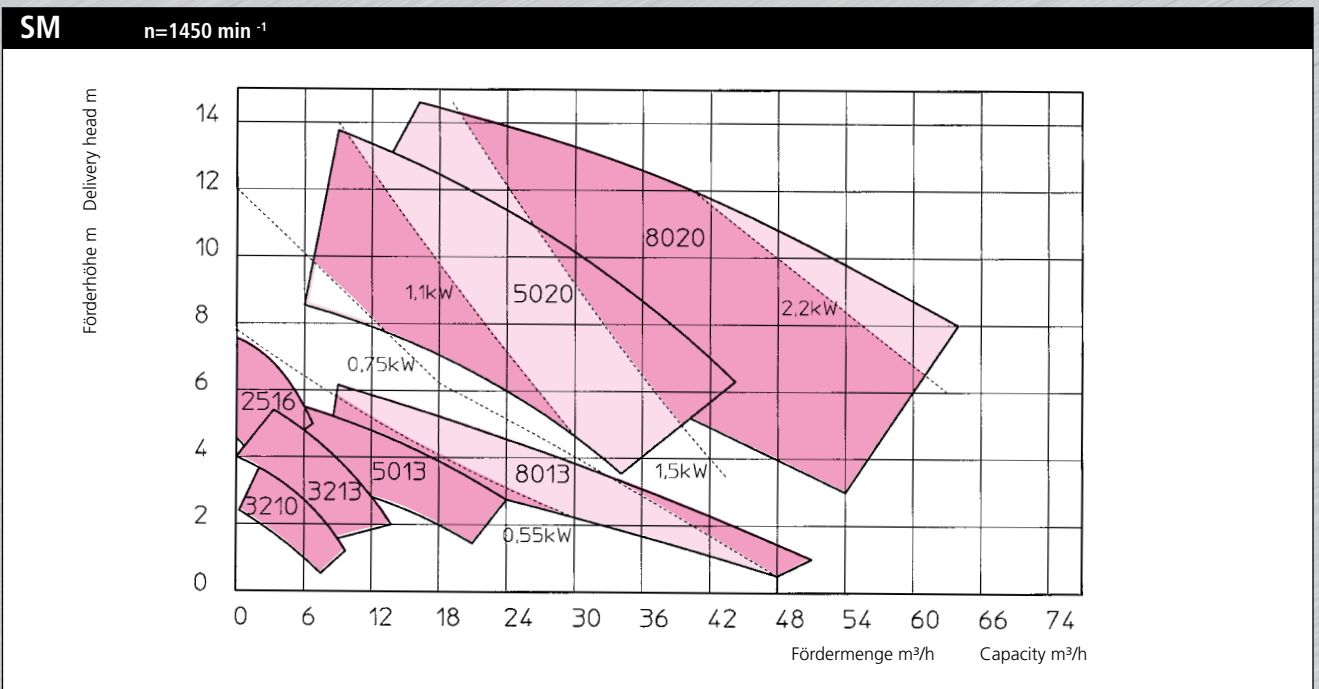 SM n=1450 min -1
Förderhöhe m Delivery head m
14
12
10
8
6
4
2
0
8020
5020
1,1kW
2,2kW
0,75kW
2516
5013
8013
1,5kW
3213
3210
0,55kW
0 6 12 18 24 30 36 42 48 54 60 66 74
Fördermenge m³/h Capacity m³/h